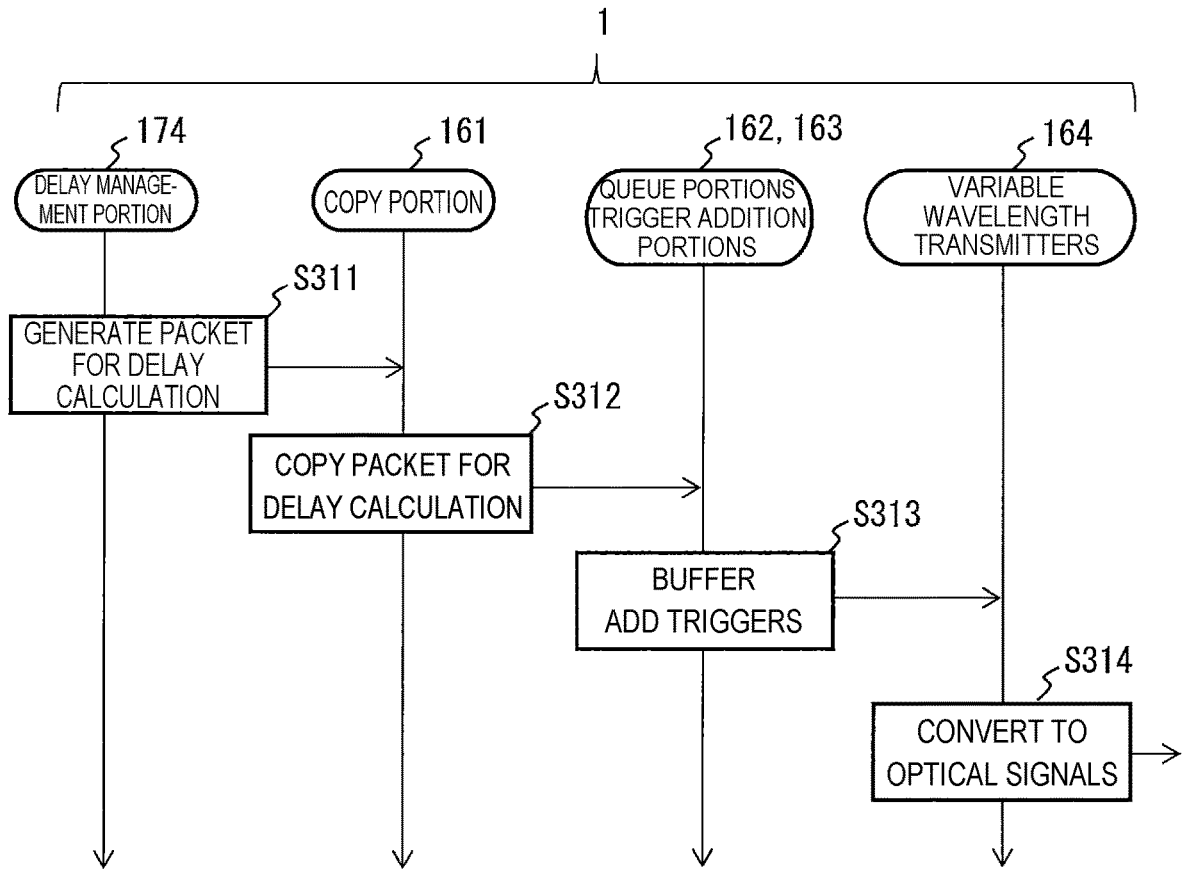 1
174
161
162, 163
164
DELAY MANAGE-
MENT PORTION
COPY PORTION
QUEUE PORTIONS
TRIGGER ADDITION
PORTIONS
VARIABLE
WAVELENGTH
TRANSMITTERS
S311
GENERATE PACKET
FOR DELAY
CALCULATION
S312
COPY PACKET FOR
DELAY CALCULATION
S313
BUFFER
ADD TRIGGERS
S314
CONVERT TO
OPTICAL SIGNALS